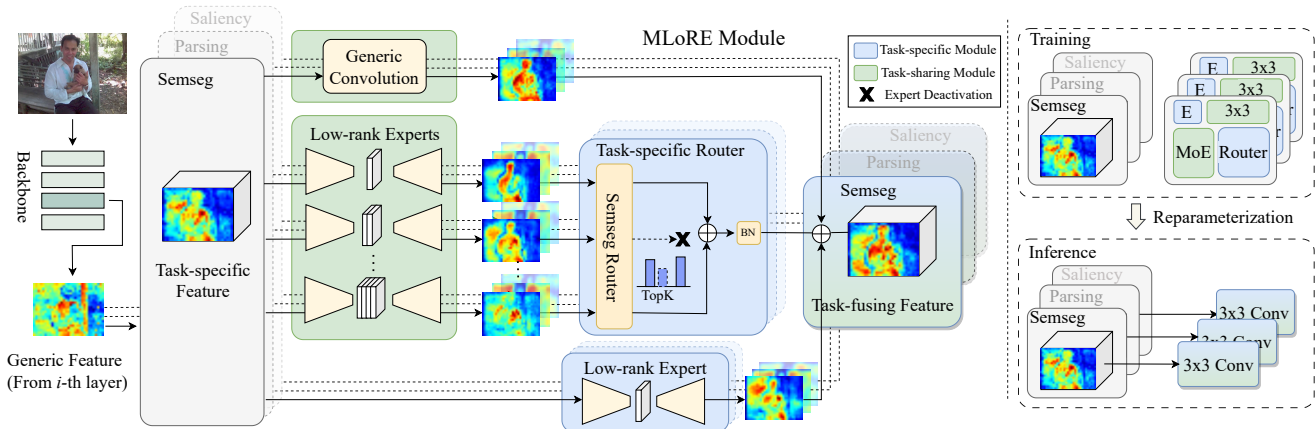 Saliency
Parsing
Semseg
Task-specific
Feature
Backbone
Generic Feature
(From i-th layer)
Generic
Convolution
Low-rank Experts
MLoRE Module
Task-specific Module
Task-sharing Module
Expert Deactivation
Task-specific Router
Semseg Router
TopK
BN
Low-rank Expert
Saliency
Parsing
Semseg
Task-fusing Feature
Training
Saliency
Parsing
Semseg
E
3x3
E
3x3
E
3x3
MoE
Router
Reparameterization
Inference
Saliency
Parsing
Semseg
3x3 Conv
3x3 Conv
3x3 Conv